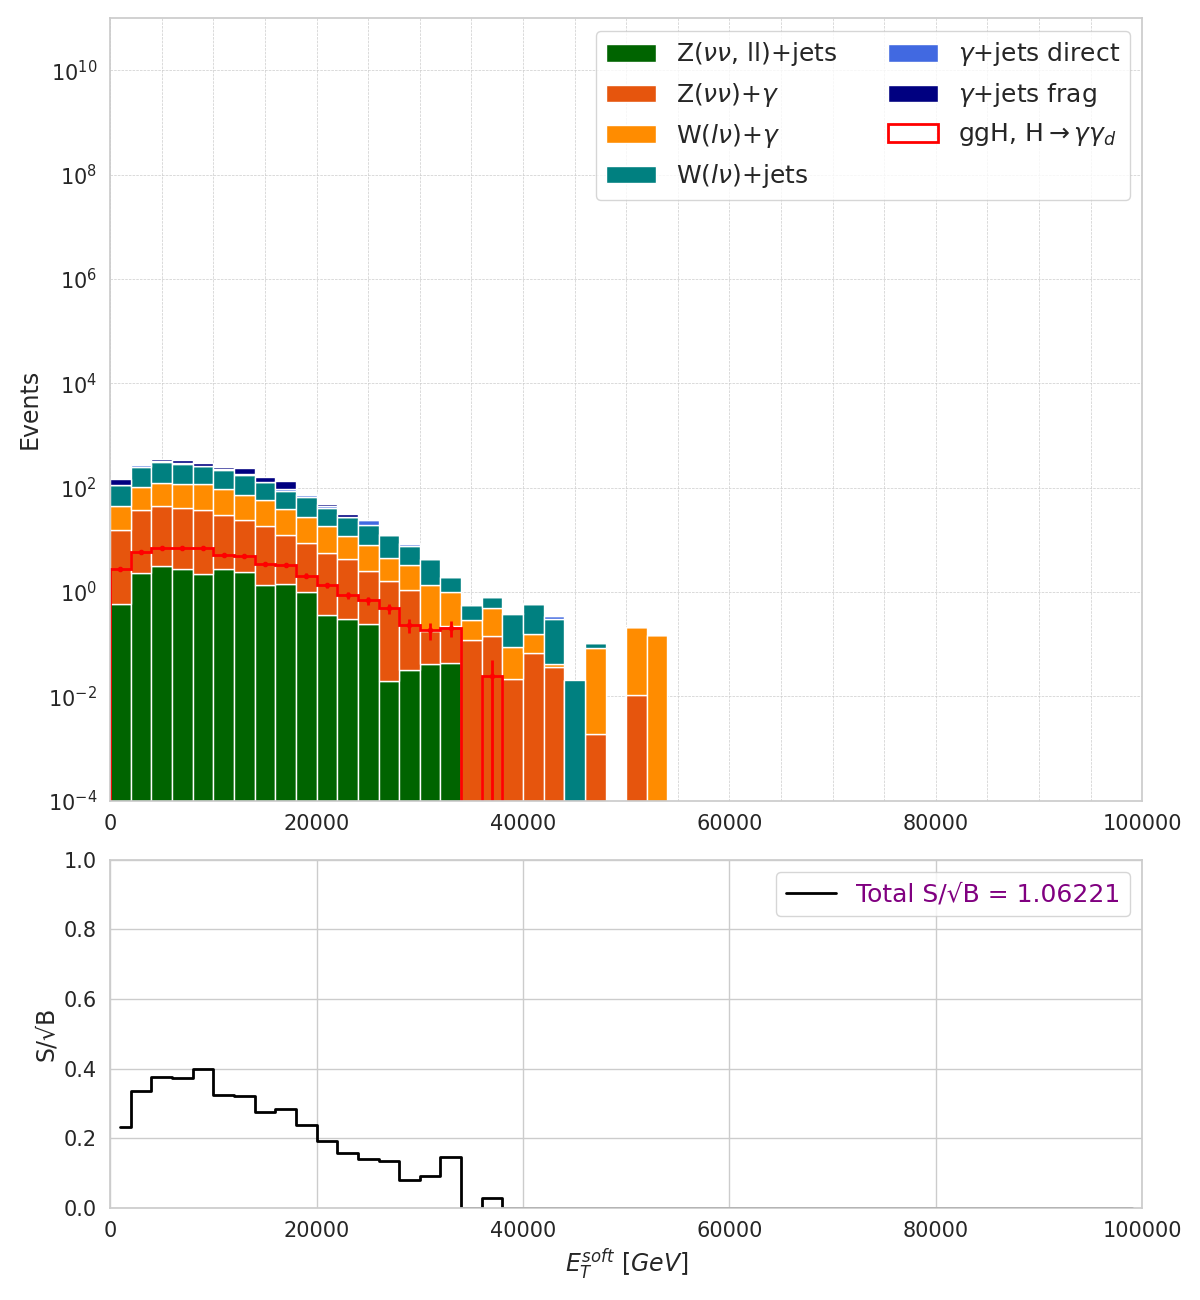 Z(νν, ll)+jets
Z(νν)+γ
W(lν)+γ
W(lν)+jets
γ+jets direct
γ+jets frag
ggH, H→γγ_d
Events
10^10
10^8
10^6
10^4
10^2
10^0
10^−2
10^−4
0 20000 40000 60000 80000 100000
Total S/√B = 1.06221
S/√B
1.0
0.8
0.6
0.4
0.2
0.0
0 20000 40000 60000 80000 100000
E_T^soft [GeV]